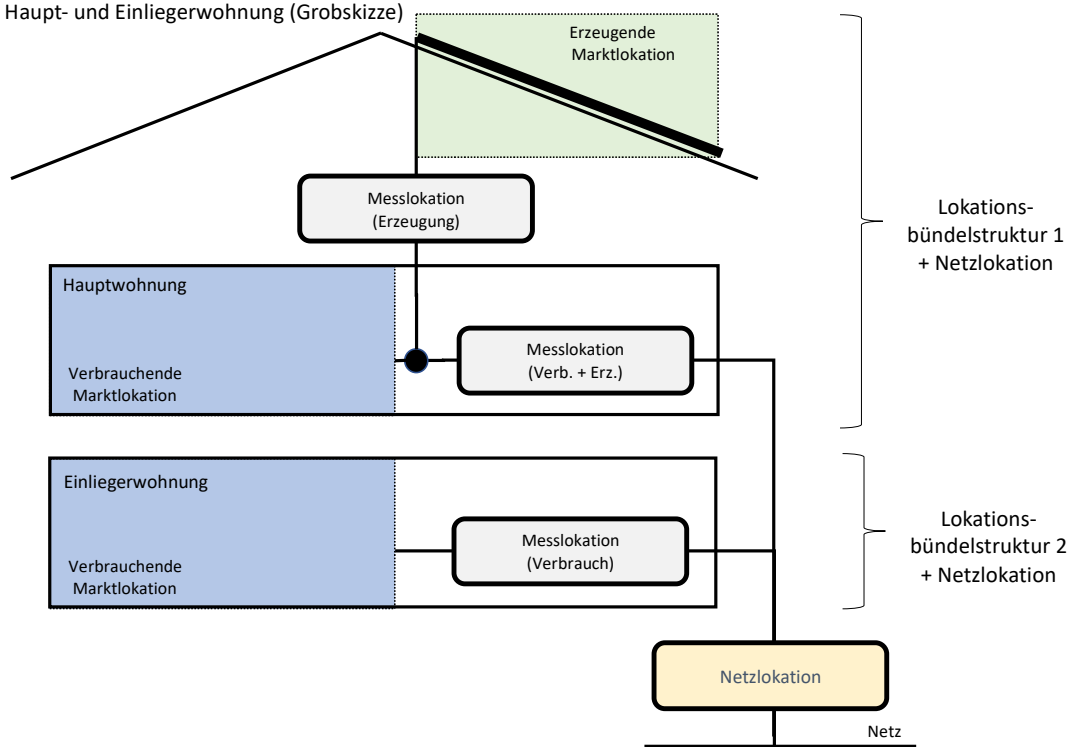 Haupt- und Einliegerwohnung (Grobskizze)
Erzeugende
Marktlokation
Messlokation
(Erzeugung)
Lokations-
bündelstruktur 1
+ Netzlokation
Hauptwohnung
Messlokation
(Verb. + Erz.)
Verbrauchende
Marktlokation
Einliegerwohnung
Messlokation
(Verbrauch)
Verbrauchende
Marktlokation
Lokations-
bündelstruktur 2
+ Netzlokation
Netzlokation
Netz